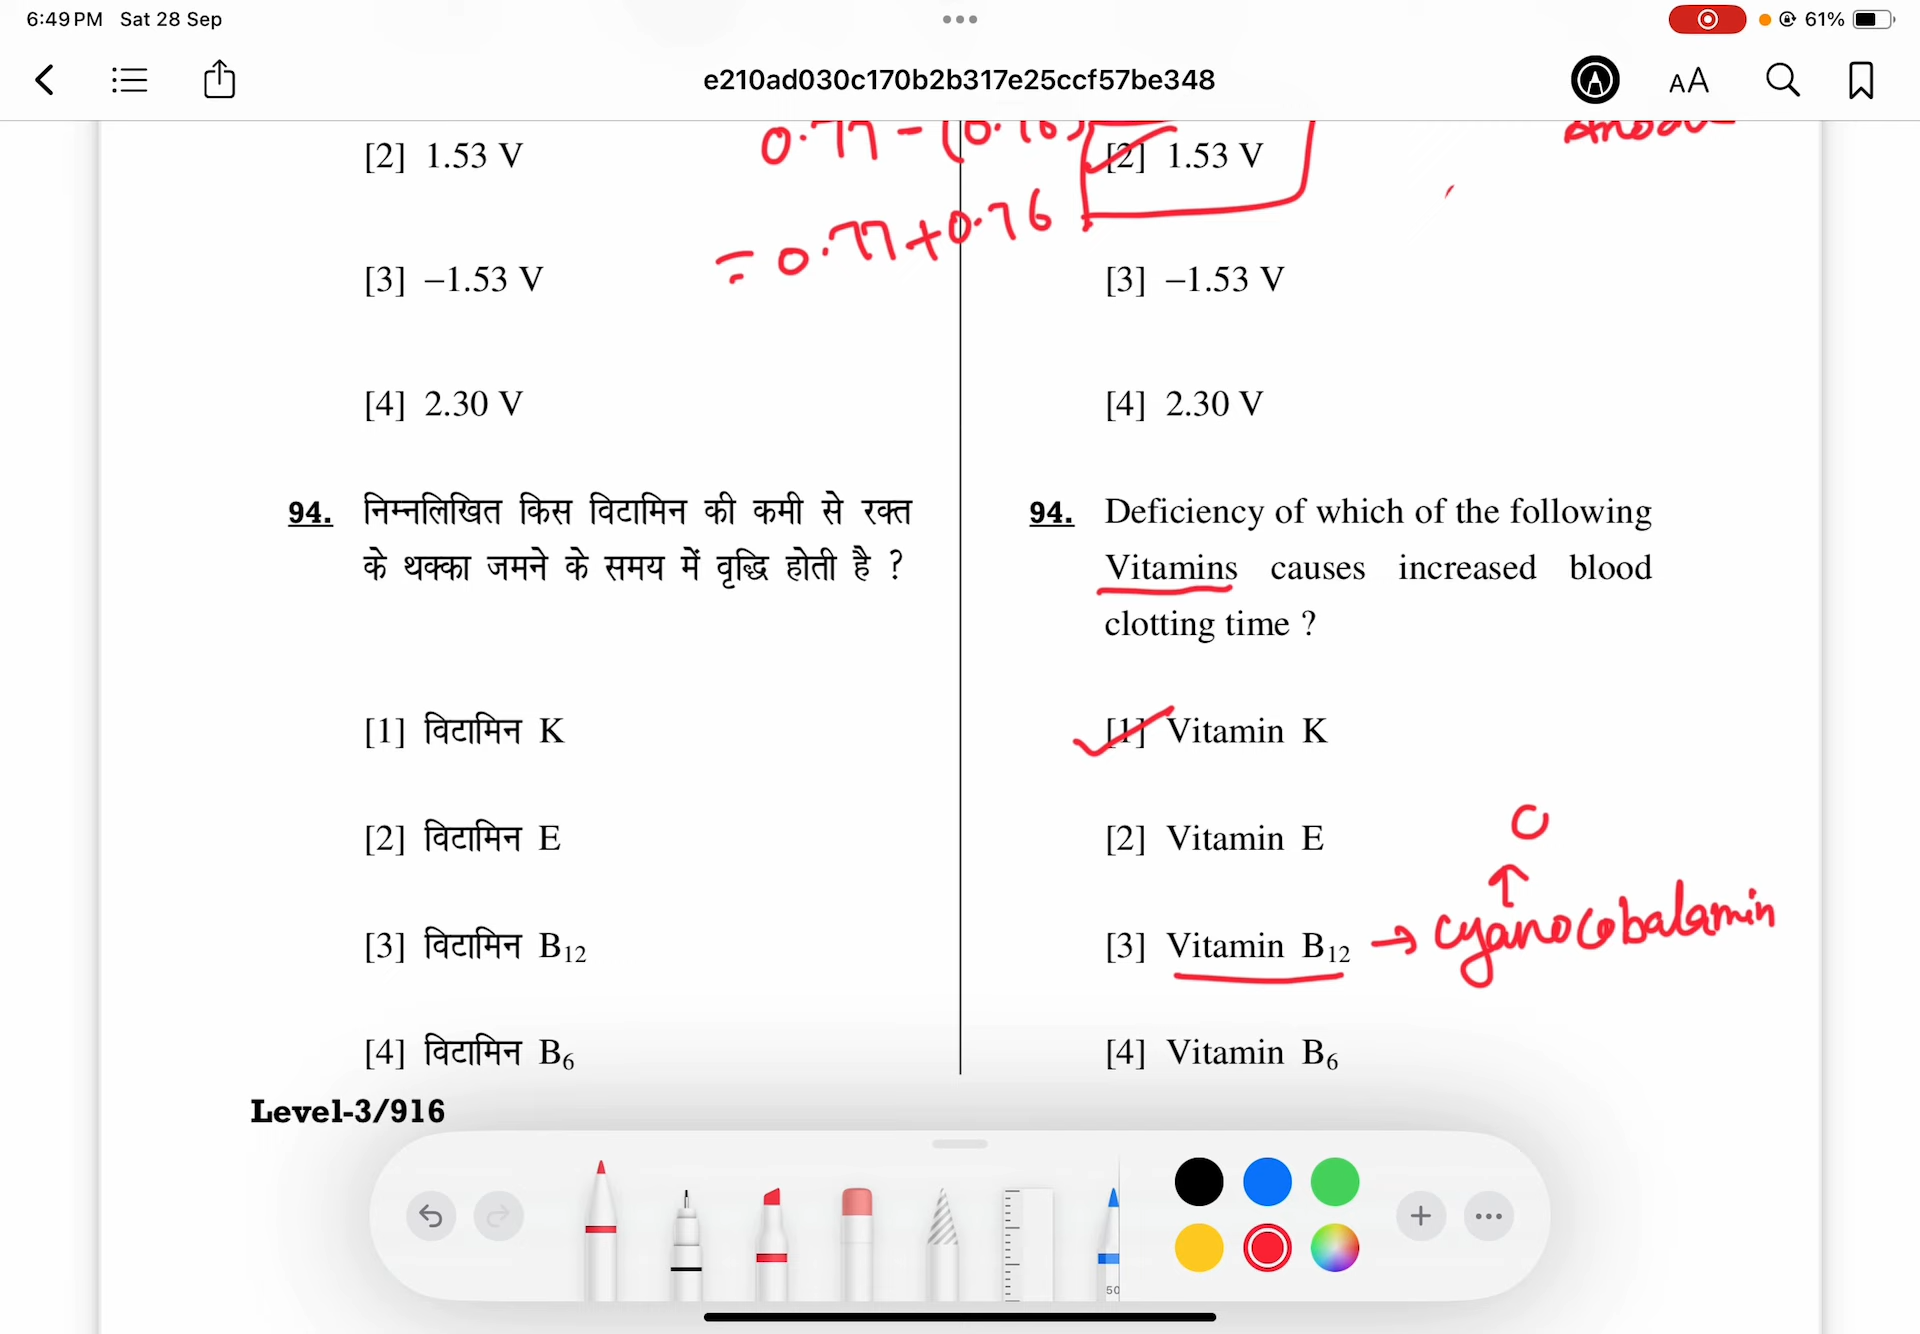 6:49 PM Sat 28 Sep
61%
e210ad030c170b2b317e25ccf57be348
[2] 1.53 V
0.77 - (0.76)
= 0.77 + 0.76
[3] –1.53 V
[4] 2.30 V
94. निम्नलिखित किस विटामिन की कमी से रक्त
के थक्का जमने के समय में वृद्धि होती है ?
[1] विटामिन K
[2] विटामिन E
[3] विटामिन B12
[4] विटामिन B6
Level-3/916
[2] 1.53 V
[3] –1.53 V
[4] 2.30 V
94. Deficiency of which of the following
Vitamins causes increased blood
clotting time ?
[1] Vitamin K
[2] Vitamin E
[3] Vitamin B12 → cyanocobalamin
[4] Vitamin B6
50